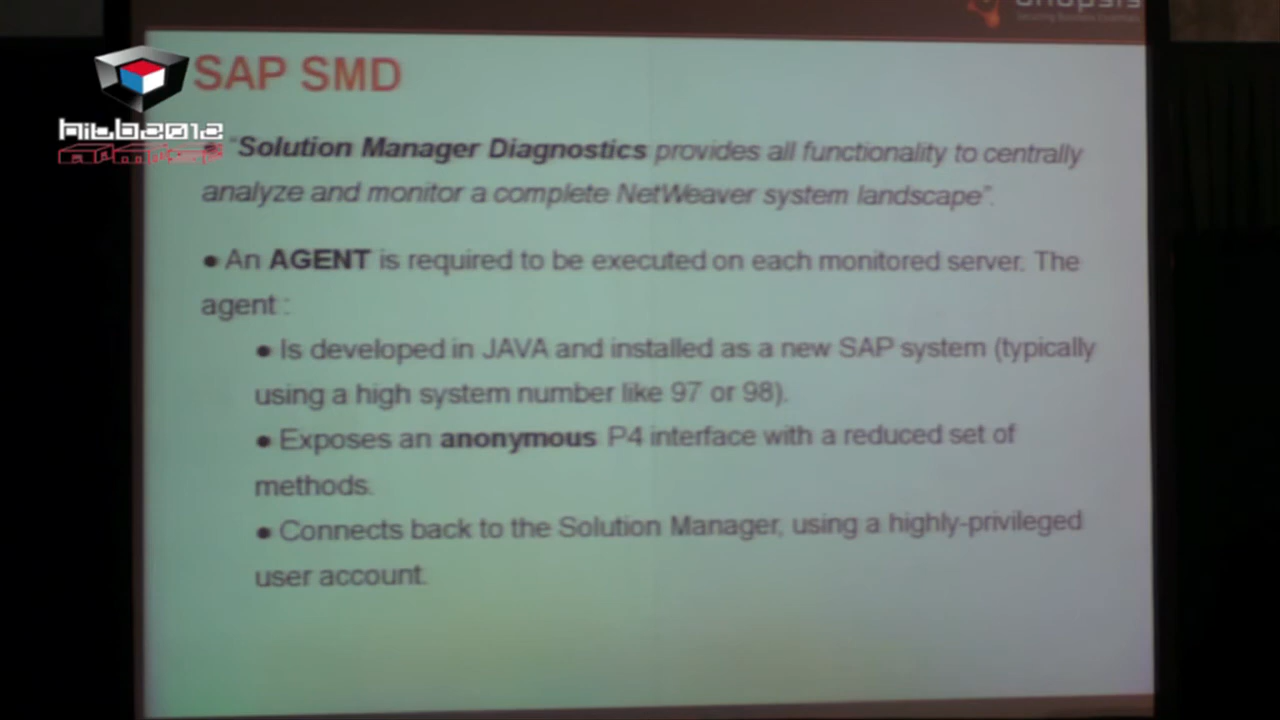 SAP SMD
hitb2012
● "Solution Manager Diagnostics provides all functionality to centrally
analyze and monitor a complete NetWeaver system landscape".
● An AGENT is required to be executed on each monitored server. The
agent :
● Is developed in JAVA and installed as a new SAP system (typically
using a high system number like 97 or 98).
● Exposes an anonymous P4 interface with a reduced set of
methods.
● Connects back to the Solution Manager, using a highly-privileged
user account.